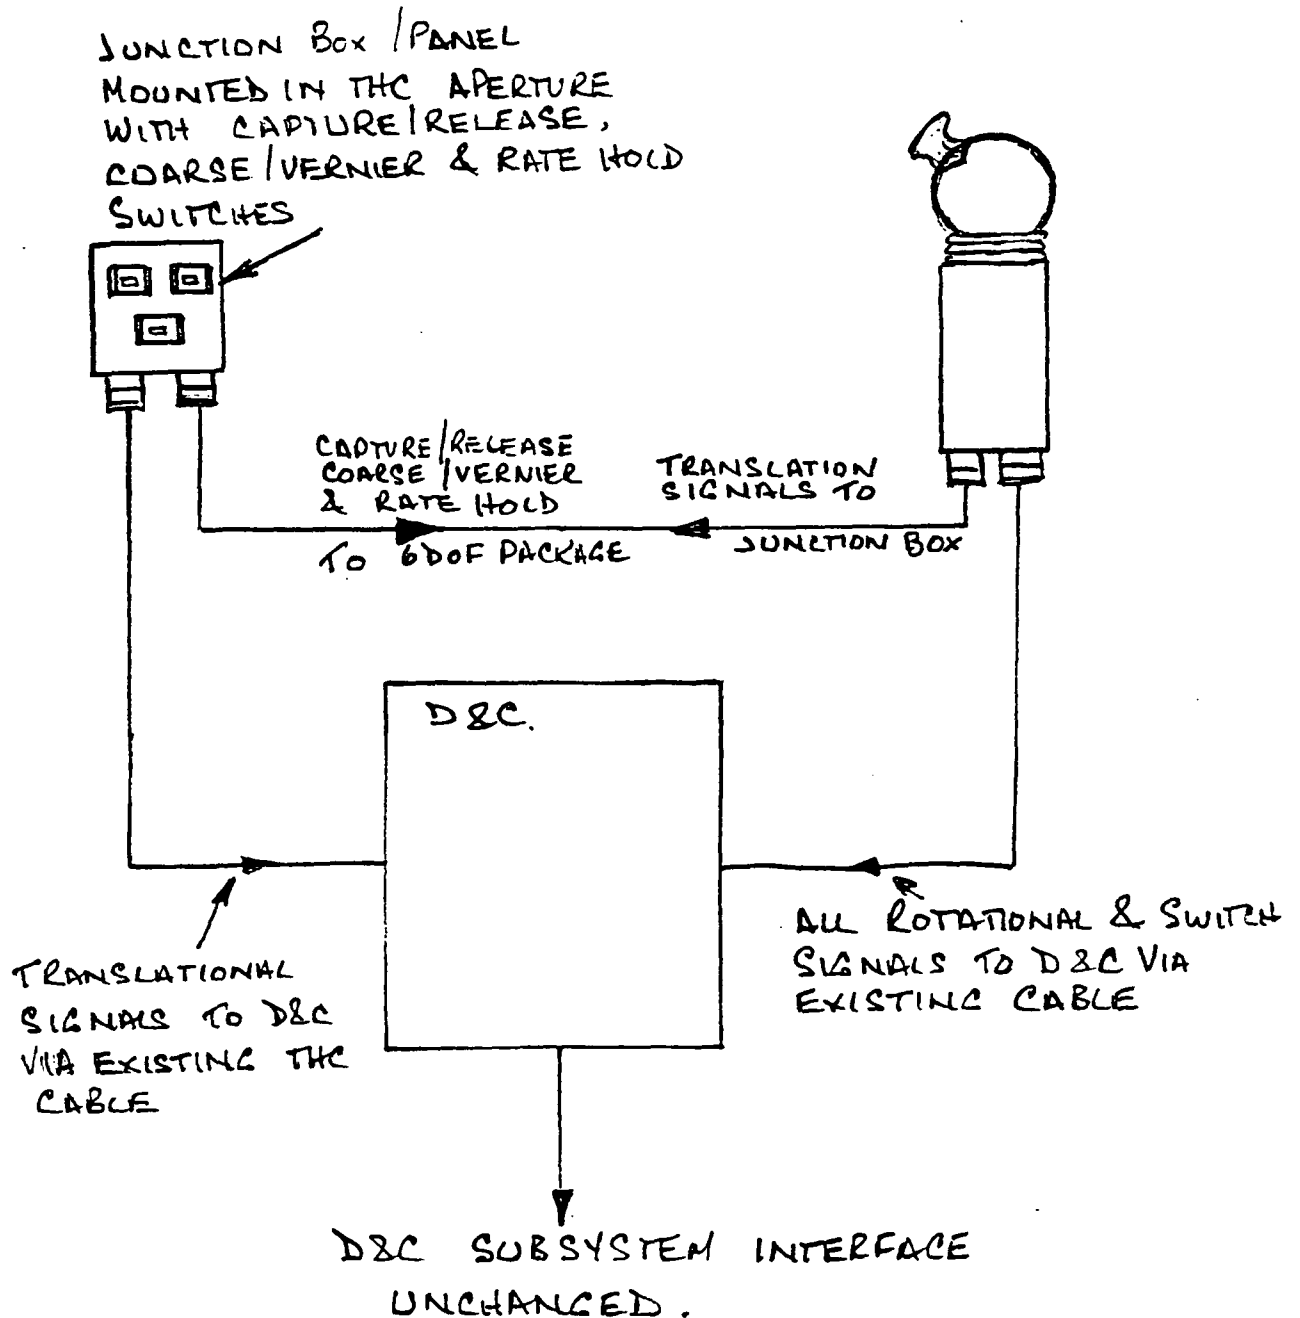 JUNCTION BOX / PANEL
MOUNTED IN THC APERTURE
WITH CAPTURE/RELEASE,
COARSE/VERNIER & RATE HOLD
SWITCHES
CAPTURE/RELEASE
COARSE/VERNIER
& RATE HOLD
TO 6DOF PACKAGE
TRANSLATION
SIGNALS TO
JUNCTION BOX
D&C.
TRANSLATIONAL
SIGNALS TO D&C
VIA EXISTING THC
CABLE
ALL ROTATIONAL & SWITCH
SIGNALS TO D&C VIA
EXISTING CABLE
D&C SUBSYSTEM INTERFACE
UNCHANGED.